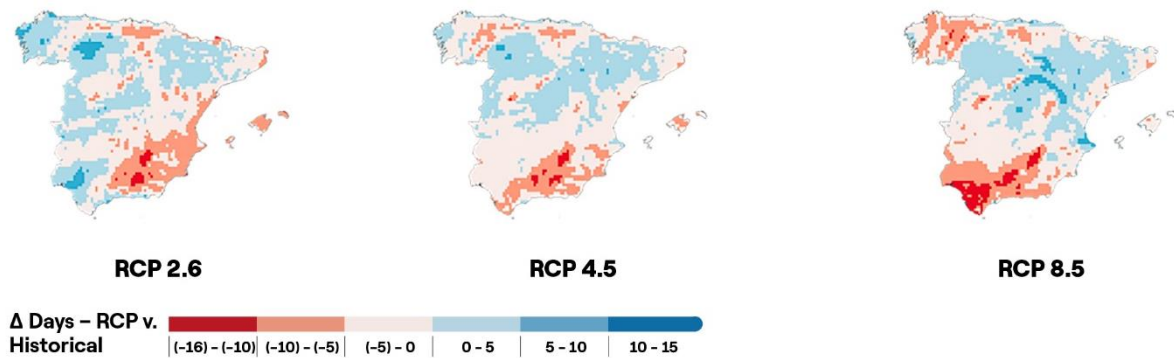 RCP 2.6
RCP 4.5
RCP 8.5
Δ Days – RCP v.
Historical
(-16) – (-10)
(-10) – (-5)
(-5) – 0
0 - 5
5 - 10
10 - 15